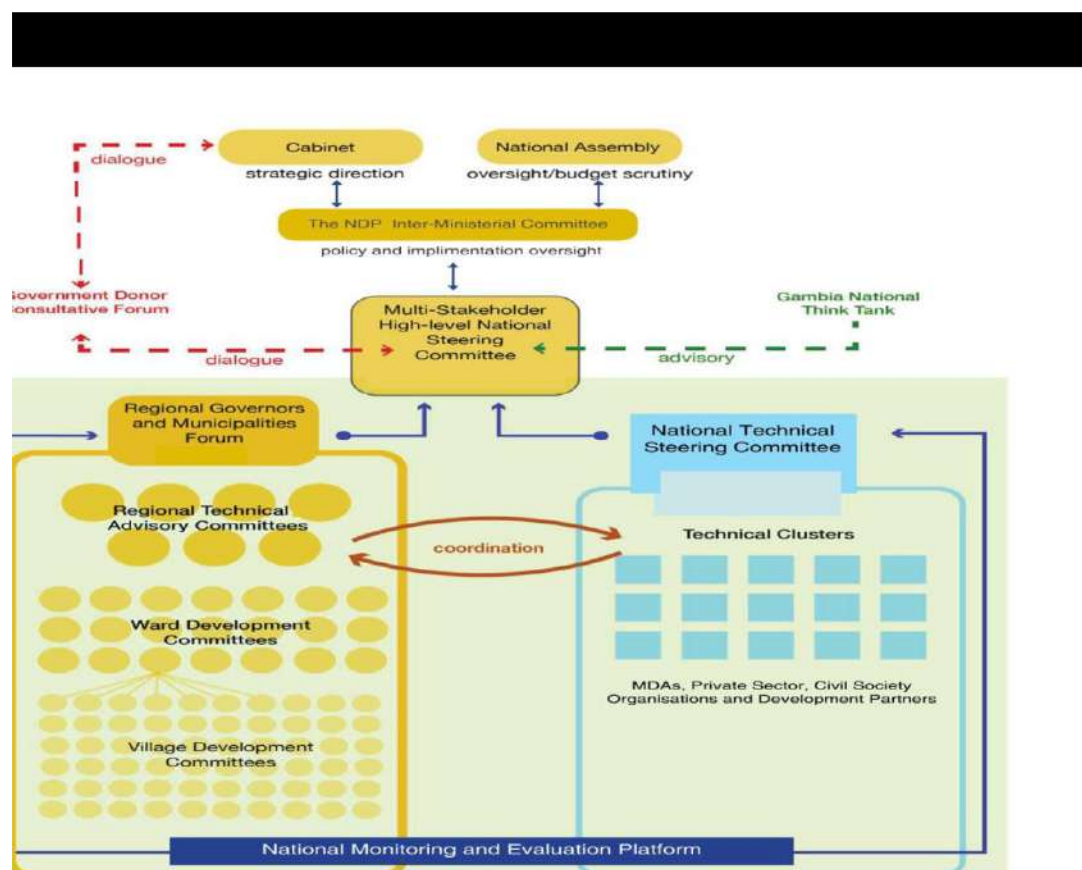 Cabinet
National Assembly
dialogue
strategic direction
oversight/budget scrutiny
The NDP Inter-Ministerial Committee
policy and implimentation oversight
Government Donor
Consultative Forum
Gambia National
Think Tank
Multi-Stakeholder
High-level National
Steering
Committee
dialogue
advisory
Regional Governors
and Municipalities
Forum
National Technical
Steering Committee
Regional Technical
Advisory Committees
coordination
Technical Clusters
Ward Development
Committees
MDAs, Private Sector, Civil Society
Organisations and Development Partners
Village Development
Committees
National Monitoring and Evaluation Platform